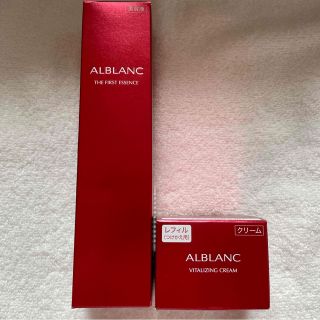 美容液
ALBLANC
THE FIRST ESSENCE
レフィル
(つけかえ用)
クリーム
ALBLANC
VITALIZING CREAM